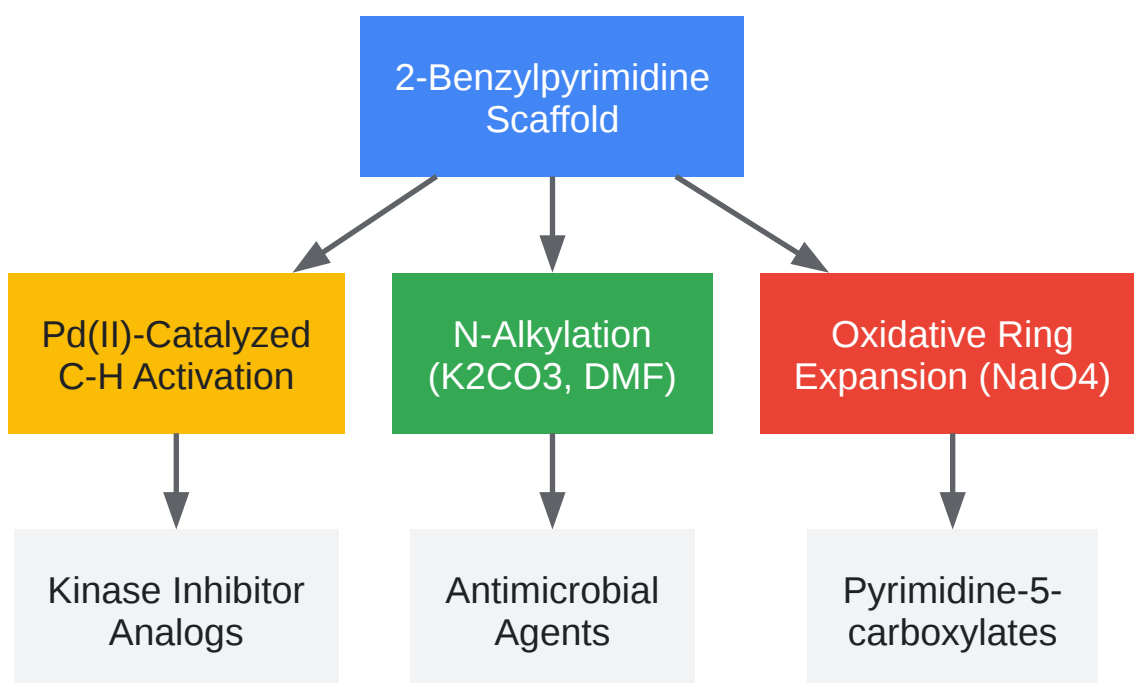 2-Benzylpyrimidine
Scaffold
Pd(II)-Catalyzed
C-H Activation
N-Alkylation
(K2CO3, DMF)
Oxidative Ring
Expansion (NaIO4)
Kinase Inhibitor
Analogs
Antimicrobial
Agents
Pyrimidine-5-
carboxylates